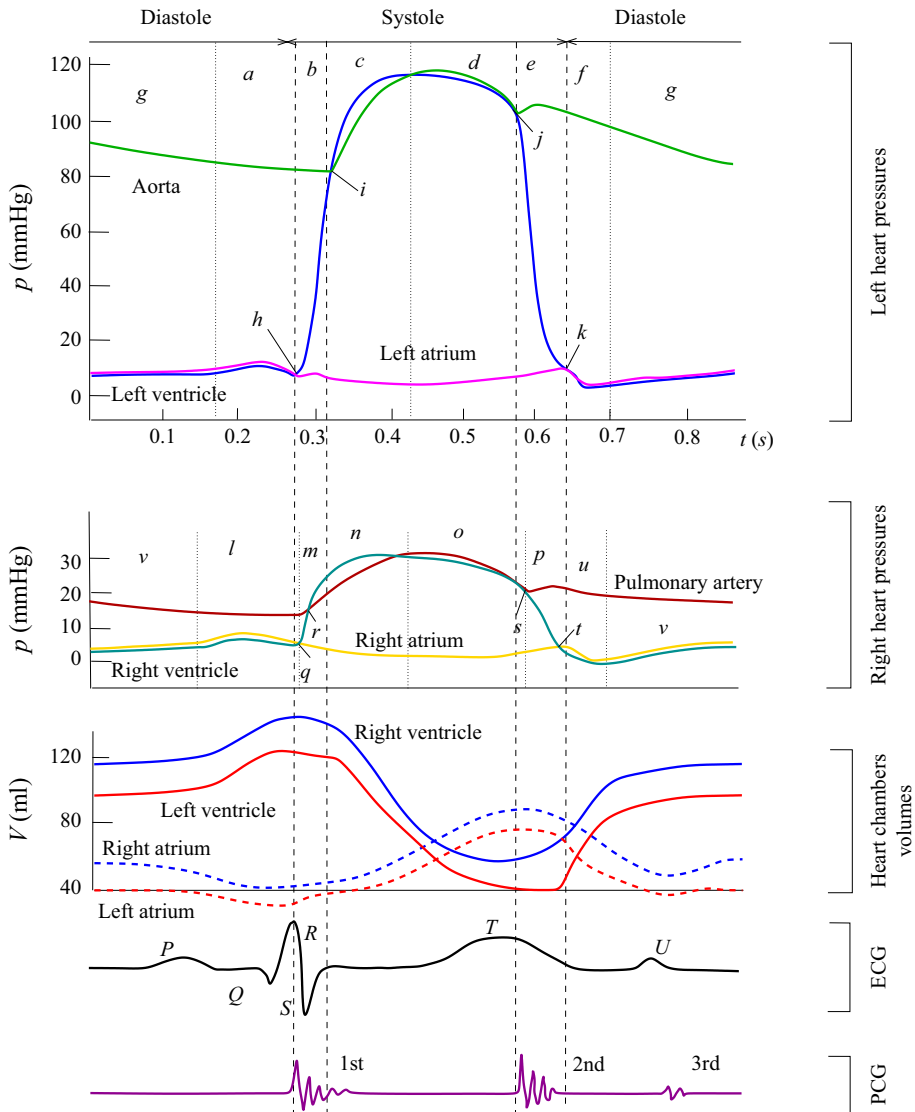 Diastole Systole Diastole
120 a b c d e f
g g
100
j
Aorta
80 i
p (mmHg)
60
40
h k
20
Left atrium
Left ventricle
0
0.1 0.2 0.3 0.4 0.5 0.6 0.7 0.8 t (s)
Left heart pressures
v l m n o p u
30
Pulmonary artery
p (mmHg)
20
r s t v
10
Right atrium
0
Right ventricle q
Right heart pressures
Right ventricle
120
Left ventricle
V (ml)
80
Right atrium
40
Left atrium
Heart chambers
volumes
P R T U
Q S
ECG
1st 2nd 3rd
PCG